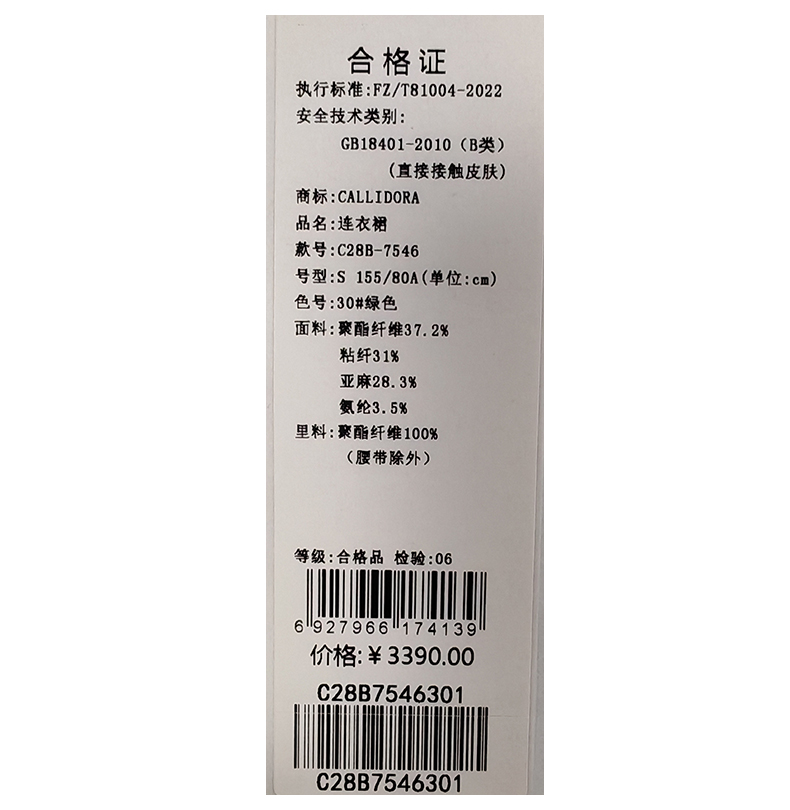 合格证
执行标准:FZ/T81004-2022
安全技术类别:
GB18401-2010（B类）
(直接接触皮肤)
商标:CALLIDORA
品名:连衣裙
款号:C28B-7546
号型:S 155/80A(单位:cm)
色号:30#绿色
面料:聚酯纤维37.2%
粘纤31%
亚麻28.3%
氨纶3.5%
里料:聚酯纤维100%
（腰带除外）
等级:合格品 检验:06
6 927966 174139
价格:¥3390.00
C28B7546301
C28B7546301